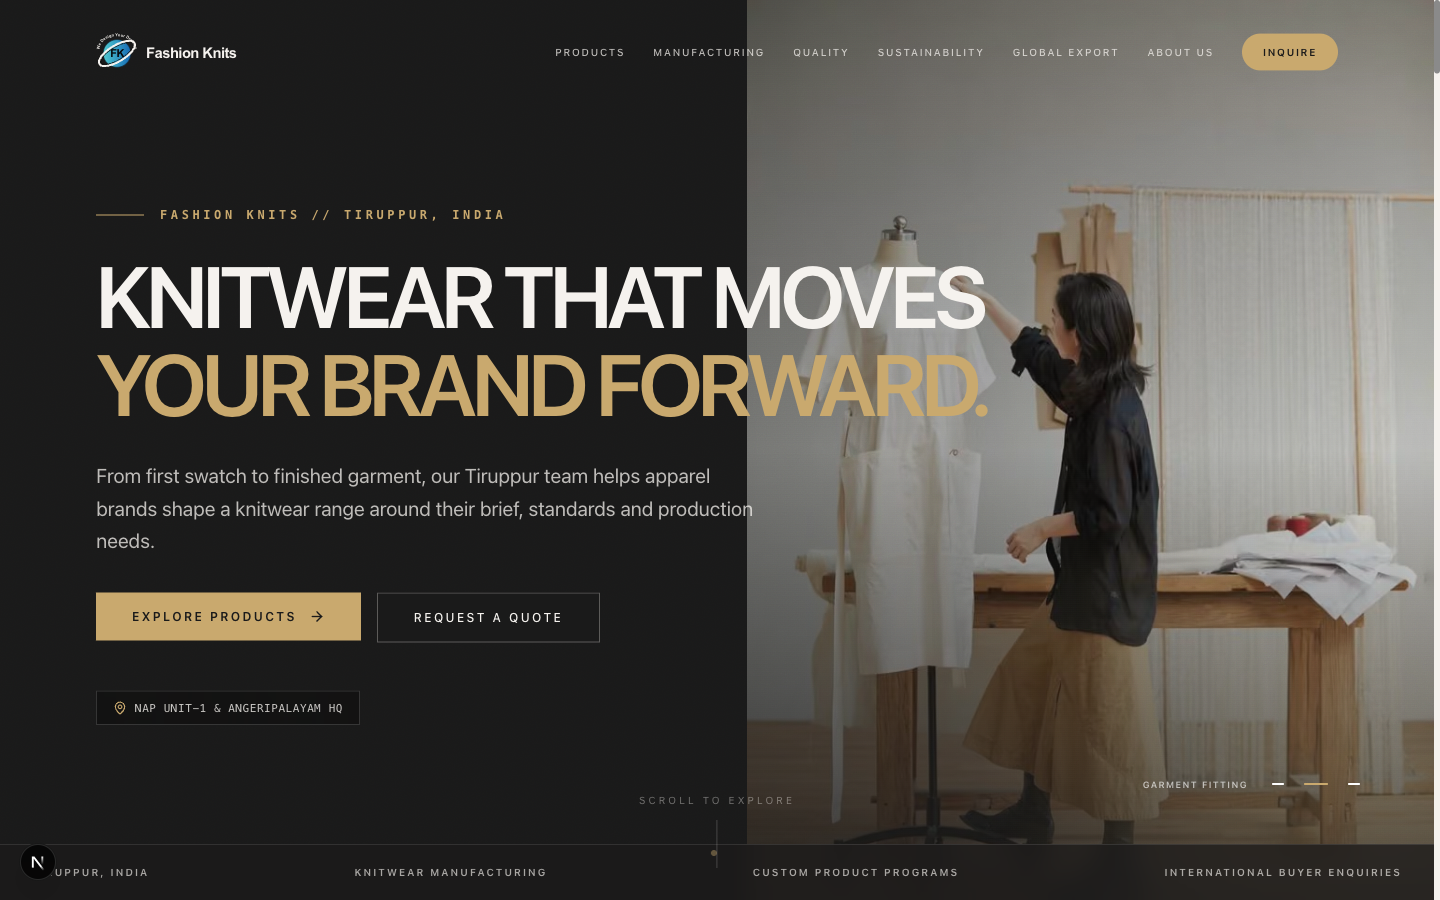 FK
Fashion Knits
PRODUCTS
MANUFACTURING
QUALITY
SUSTAINABILITY
GLOBAL EXPORT
ABOUT US
INQUIRE
FASHION KNITS // TIRUPPUR, INDIA
KNITWEAR THAT MOVES
YOUR BRAND FORWARD.
From first swatch to finished garment, our Tiruppur team helps apparel
brands shape a knitwear range around their brief, standards and production
needs.
EXPLORE PRODUCTS →
REQUEST A QUOTE
NAP UNIT–1 & ANGERIPALAYAM HQ
GARMENT FITTING
SCROLL TO EXPLORE
N
UPPUR, INDIA
KNITWEAR MANUFACTURING
CUSTOM PRODUCT PROGRAMS
INTERNATIONAL BUYER ENQUIRIES